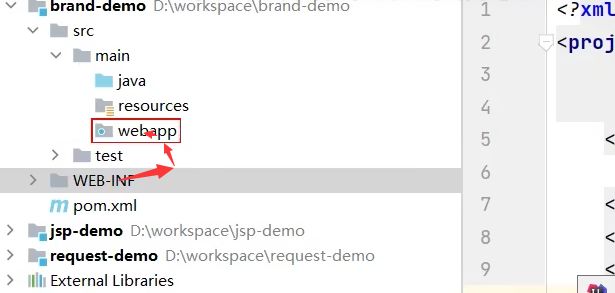 brand-demo D:\workspace\brand-demo
src
main
java
resources
webapp
test
WEB-INF
pom.xml
jsp-demo D:\workspace\jsp-demo
request-demo D:\workspace\request-demo
External Libraries
1 <?xml
2 <proj
3
4
5 <
6
7 <
8 <
9 <